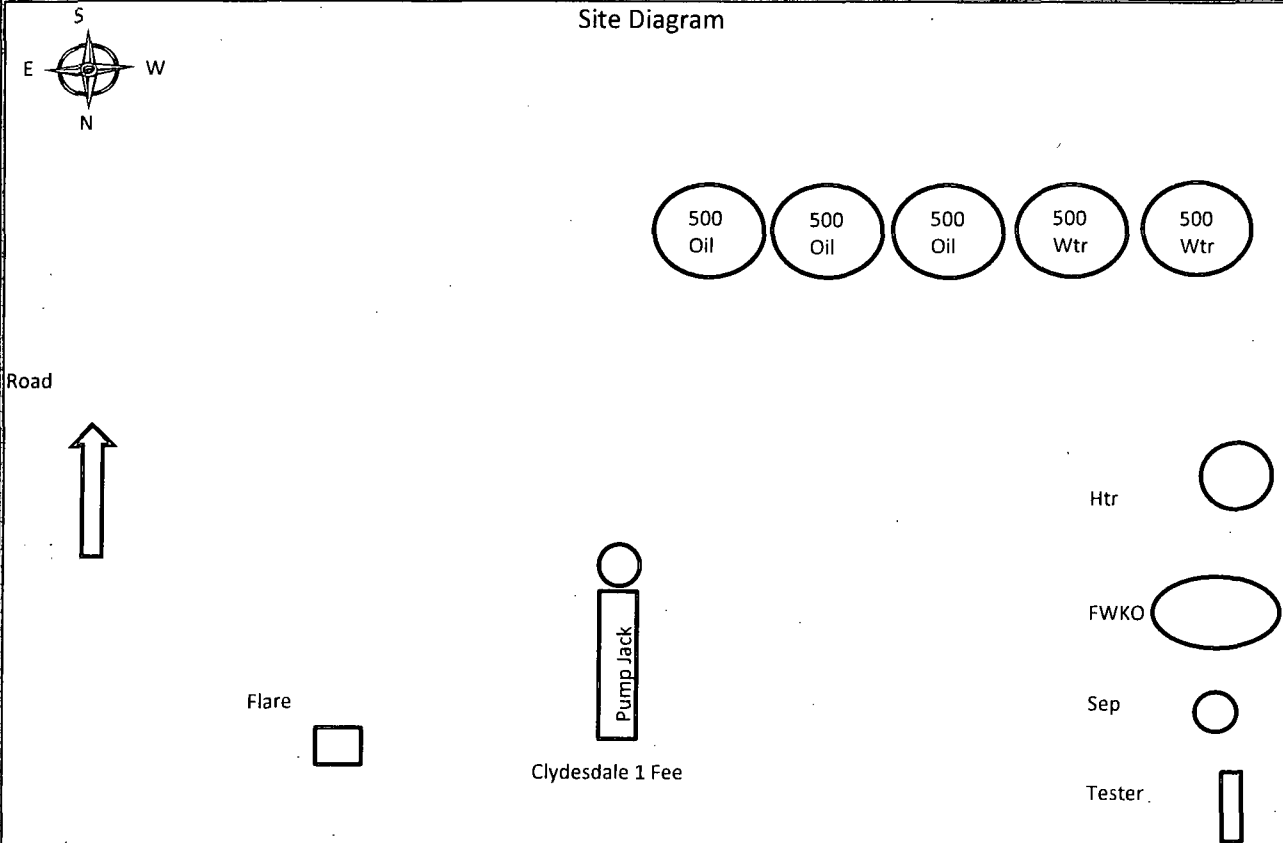 Site Diagram
S
E
W
N
500
Oil
500
Oil
500
Oil
500
Wtr
500
Wtr
Road
Htr
FWKO
Pump Jack
Flare
Sep
Clydesdale 1 Fee
Tester